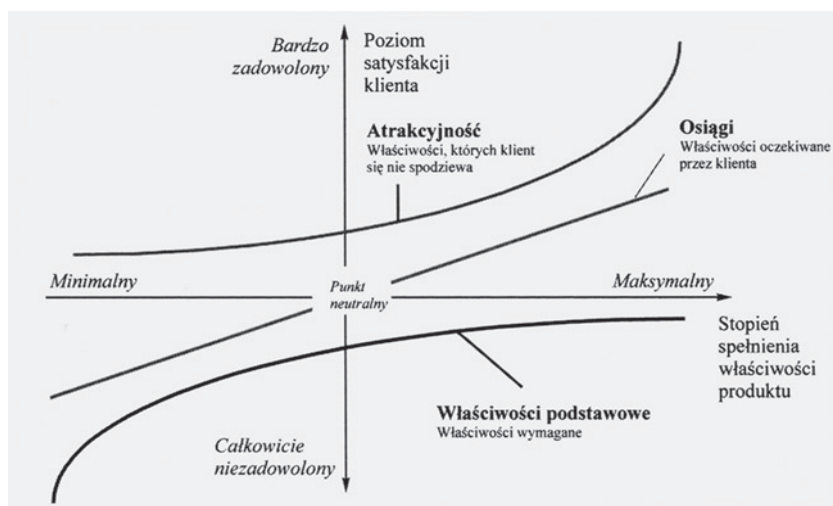 Bardzo
zadowolony
Poziom
satysfakcji
klienta
Atrakcyjność
Właściwości, których klient
się nie spodziewa
Osiągi
Właściwości oczekiwane
przez klienta
Minimalny
Punkt
neutralny
Maksymalny
Stopień
spełnienia
właściwości
produktu
Właściwości podstawowe
Właściwości wymagane
Całkowicie
niezadowolony